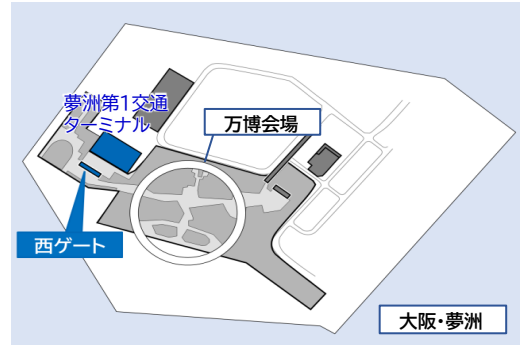 夢洲第1交通
ターミナル
万博会場
西ゲート
大阪・夢洲